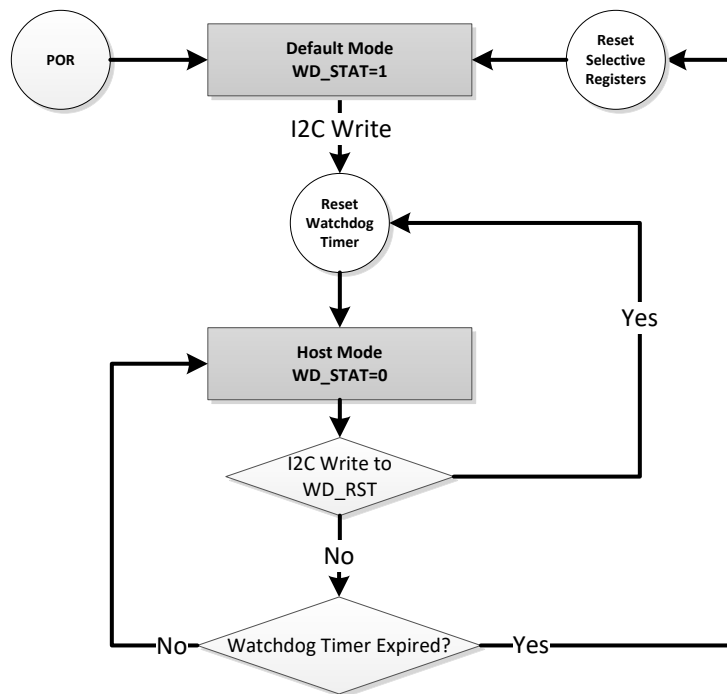 POR
Default Mode
WD_STAT=1
Reset
Selective
Registers
I2C Write
Reset
Watchdog
Timer
Yes
Host Mode
WD_STAT=0
I2C Write to
WD_RST
No
No
Watchdog Timer Expired?
Yes